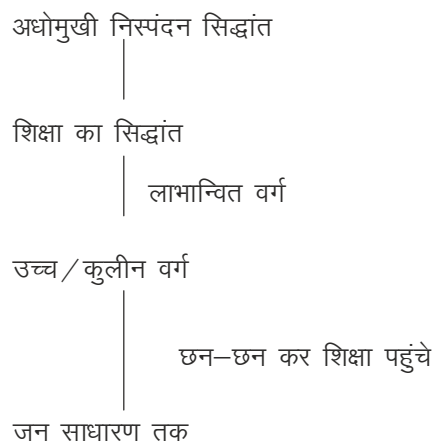 अधोमुखी निस्पंदन सिद्धांत
शिक्षा का सिद्धांत
लाभान्वित वर्ग
उच्च/कुलीन वर्ग
छन–छन कर शिक्षा पहुंचे
जन साधारण तक